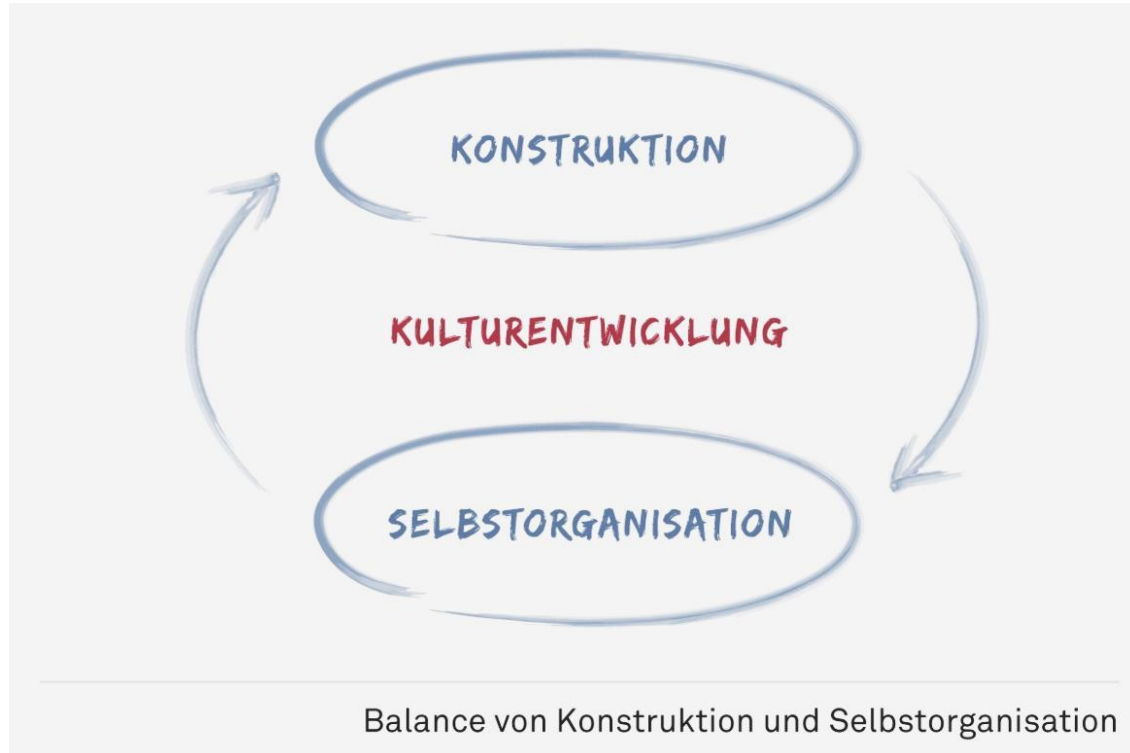 KONSTRUKTION
KULTURENTWICKLUNG
SELBSTORGANISATION
Balance von Konstruktion und Selbstorganisation